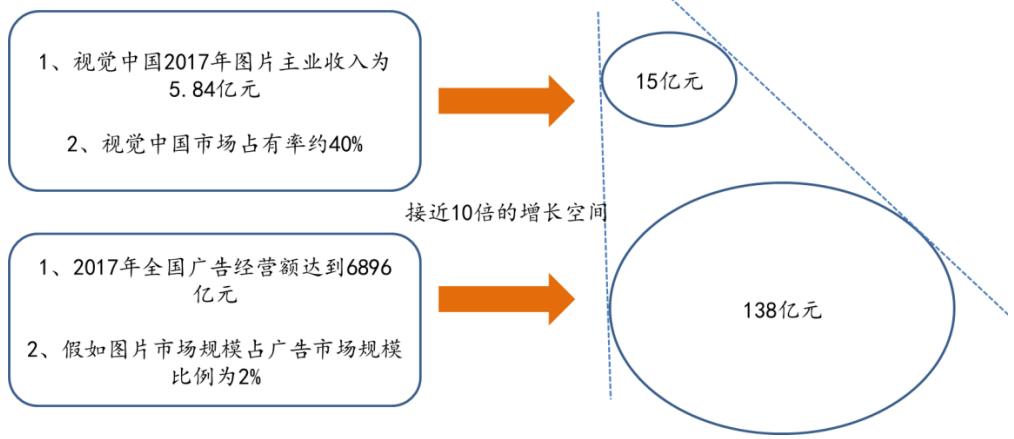 1、视觉中国2017年图片主业收入为
5.84亿元
2、视觉中国市场占有率约40%
15亿元
接近10倍的增长空间
1、2017年全国广告经营额达到6896
亿元
2、假如图片市场规模占广告市场规模
比例为2%
138亿元